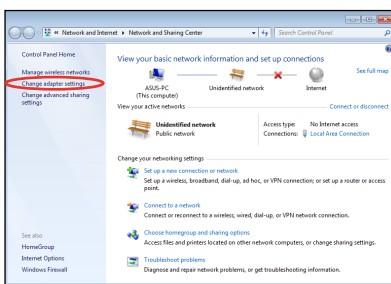 Network and Internet ▸ Network and Sharing Center
Search Control Panel
Control Panel Home
Manage wireless networks
Change adapter settings
Change advanced sharing
settings
View your basic network information and set up connections
See full map
ASUS-PC
(This computer)
Unidentified network
Internet
View your active networks
Connect or disconnect
Unidentified network
Public network
Access type: No Internet access
Connections: Local Area Connection
Change your networking settings
Set up a new connection or network
Set up a wireless, broadband, dial-up, ad hoc, or VPN connection; or set up a router or access
point.
Connect to a network
Connect or reconnect to a wireless, wired, dial-up, or VPN network connection.
Choose homegroup and sharing options
Access files and printers located on other network computers, or change sharing settings.
Troubleshoot problems
Diagnose and repair network problems, or get troubleshooting information.
See also
HomeGroup
Internet Options
Windows Firewall